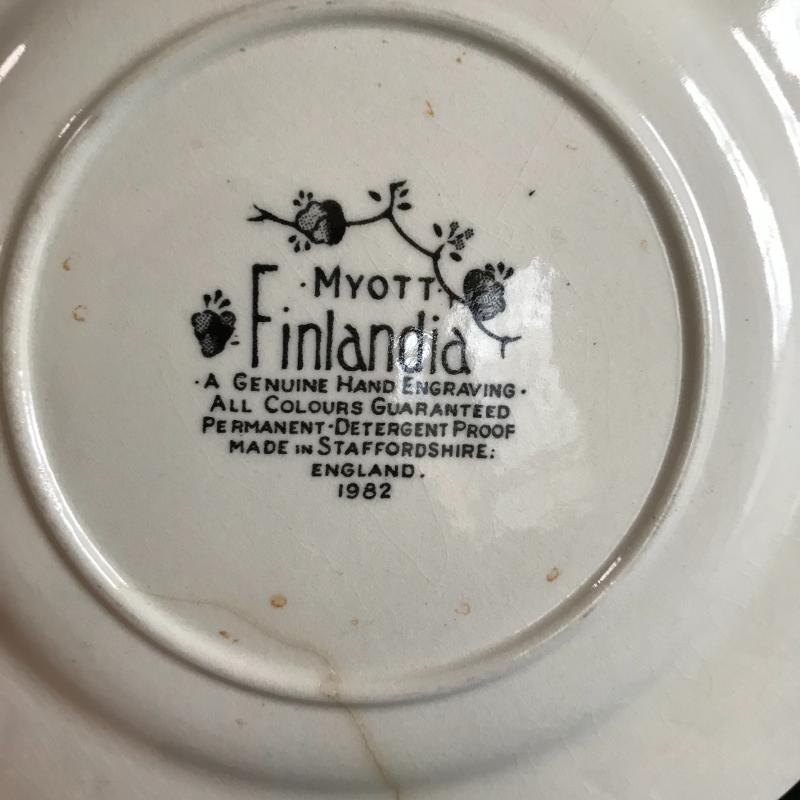 ·MYOTT·
Finlandia
·A GENUINE HAND ENGRAVING·
ALL COLOURS GUARANTEED
PERMANENT·DETERGENT PROOF
MADE IN STAFFORDSHIRE:
ENGLAND.
1982